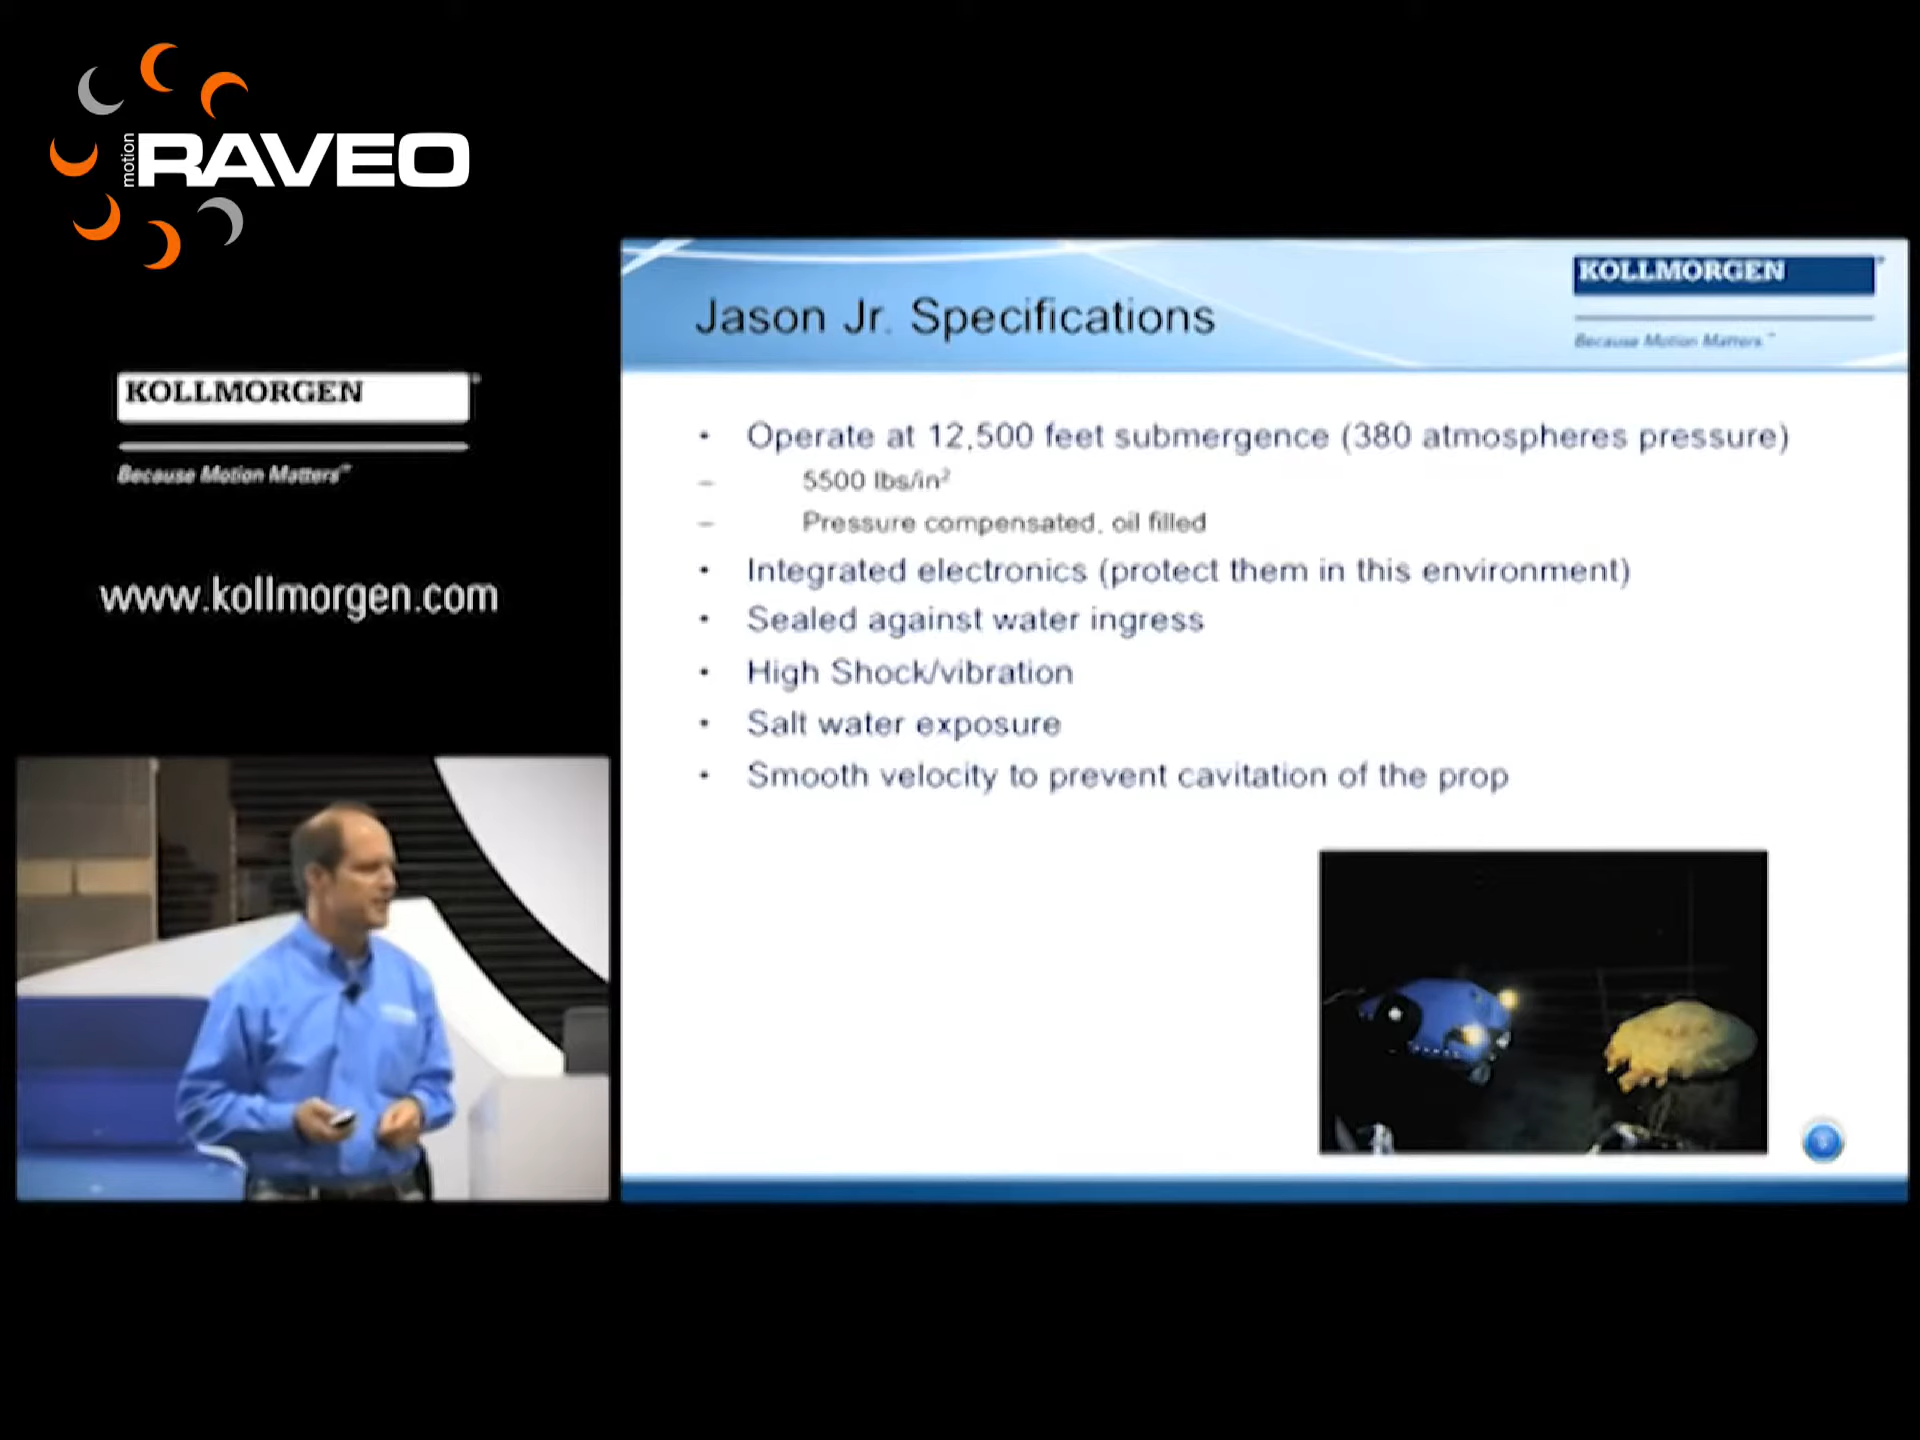 motion
RAVEO
KOLLMORGEN®
Because Motion Matters™
www.kollmorgen.com
Jason Jr. Specifications
KOLLMORGEN®
Because Motion Matters™
• Operate at 12,500 feet submergence (380 atmospheres pressure)
– 5500 lbs/in²
– Pressure compensated, oil filled
• Integrated electronics (protect them in this environment)
• Sealed against water ingress
• High Shock/vibration
• Salt water exposure
• Smooth velocity to prevent cavitation of the prop